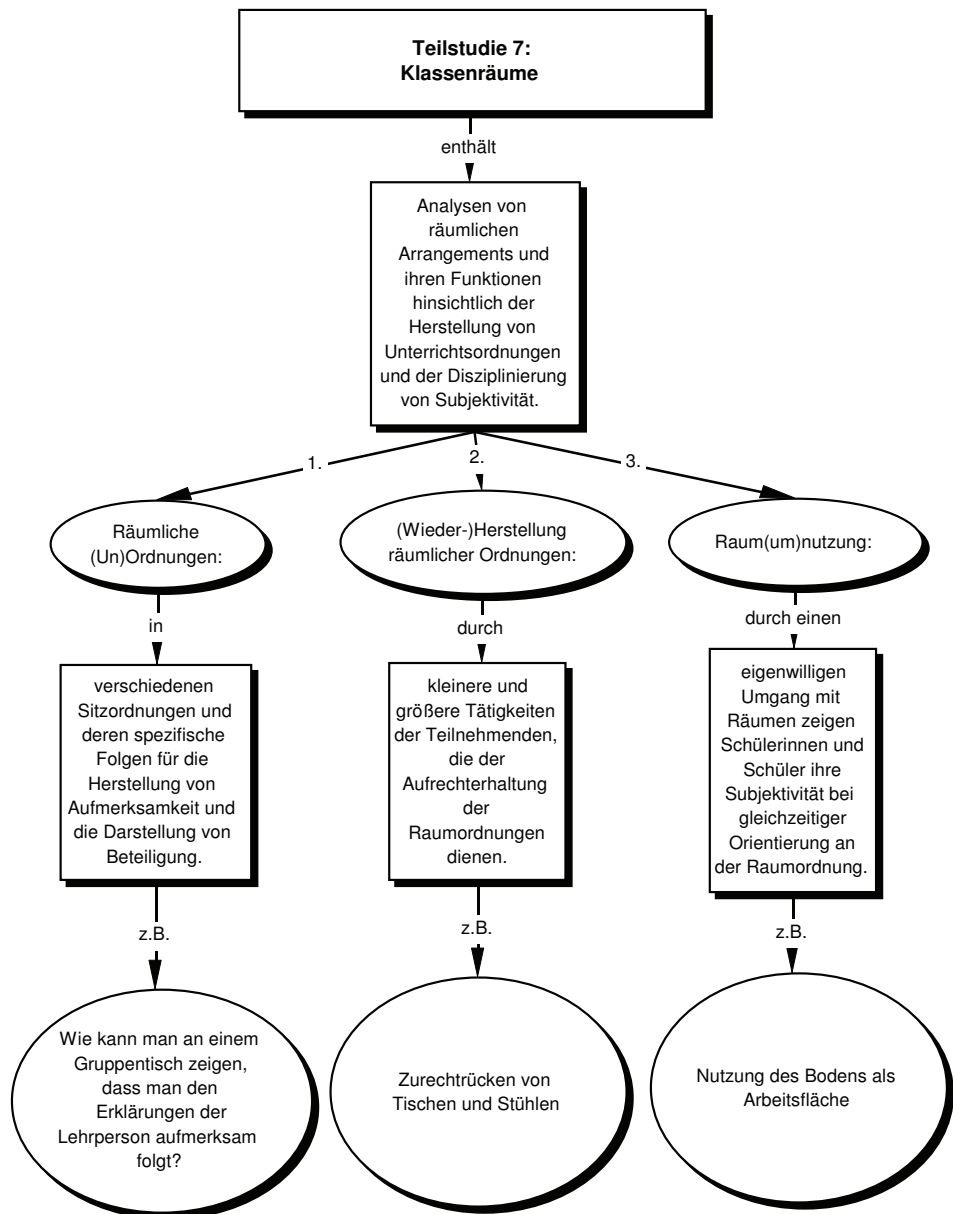 Teilstudie 7:
Klassenräume
enthält
Analysen von
räumlichen
Arrangements und
ihren Funktionen
hinsichtlich der
Herstellung von
Unterrichtsordnungen
und der Disziplinierung
von Subjektivität.
1.
2.
3.
Räumliche
(Un)Ordnungen:
(Wieder-)Herstellung
räumlicher Ordnungen:
Raum(um)nutzung:
in
durch
durch einen
verschiedenen
Sitzordnungen und
deren spezifische
Folgen für die
Herstellung von
Aufmerksamkeit und
die Darstellung von
Beteiligung.
kleinere und
größere Tätigkeiten
der Teilnehmenden,
die der
Aufrechterhaltung
der
Raumordnungen
dienen.
eigenwilligen
Umgang mit
Räumen zeigen
Schülerinnen und
Schüler ihre
Subjektivität bei
gleichzeitiger
Orientierung an
der Raumordnung.
z.B.
z.B.
z.B.
Wie kann man an einem
Gruppentisch zeigen,
dass man den
Erklärungen der
Lehrperson aufmerksam
folgt?
Zurechtrücken von
Tischen und Stühlen
Nutzung des Bodens als
Arbeitsfläche